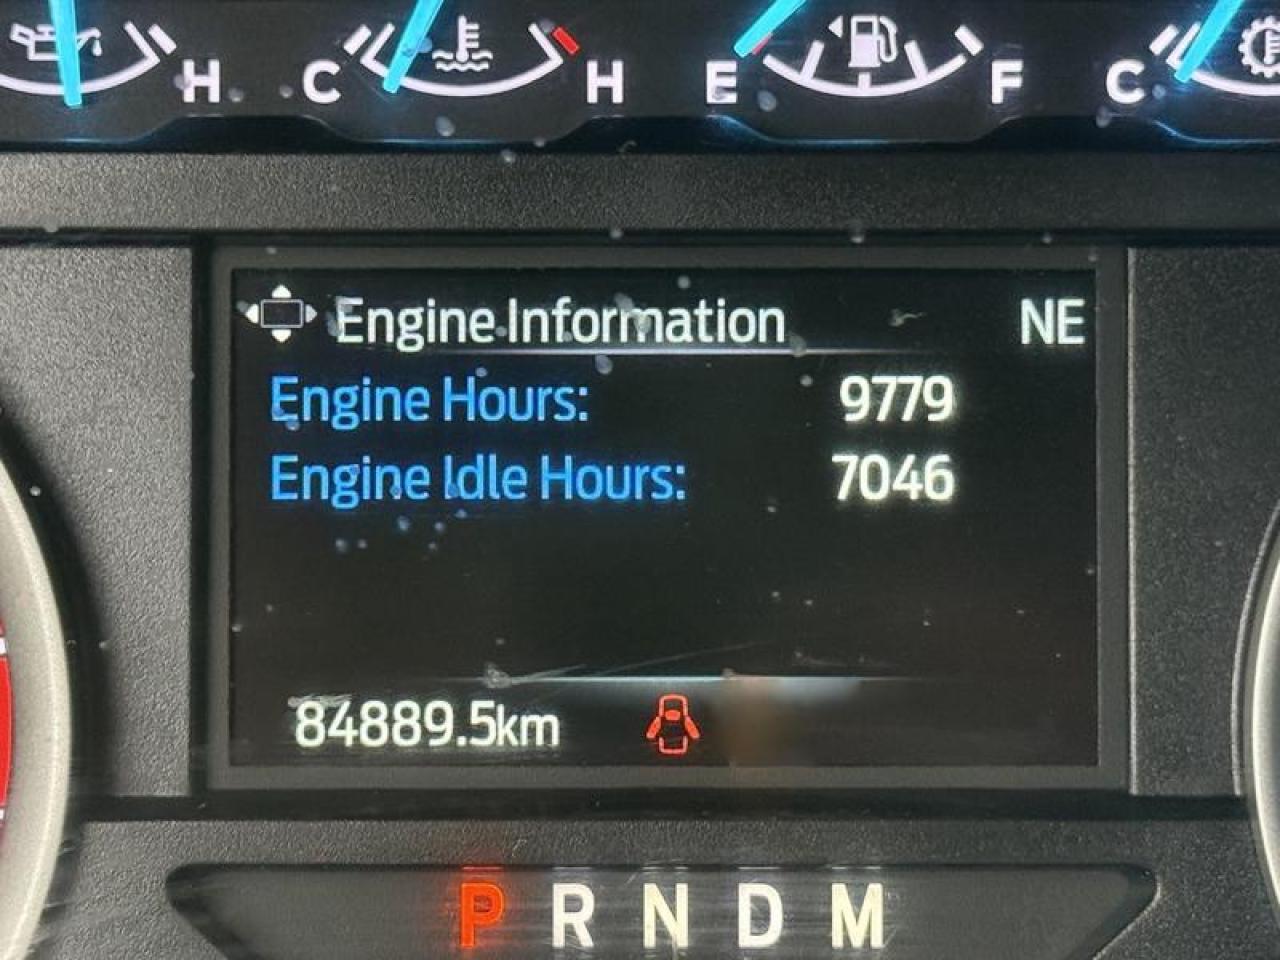 H C H E F C
Engine Information NE
Engine Hours: 9779
Engine Idle Hours: 7046
84889.5km
P R N D M